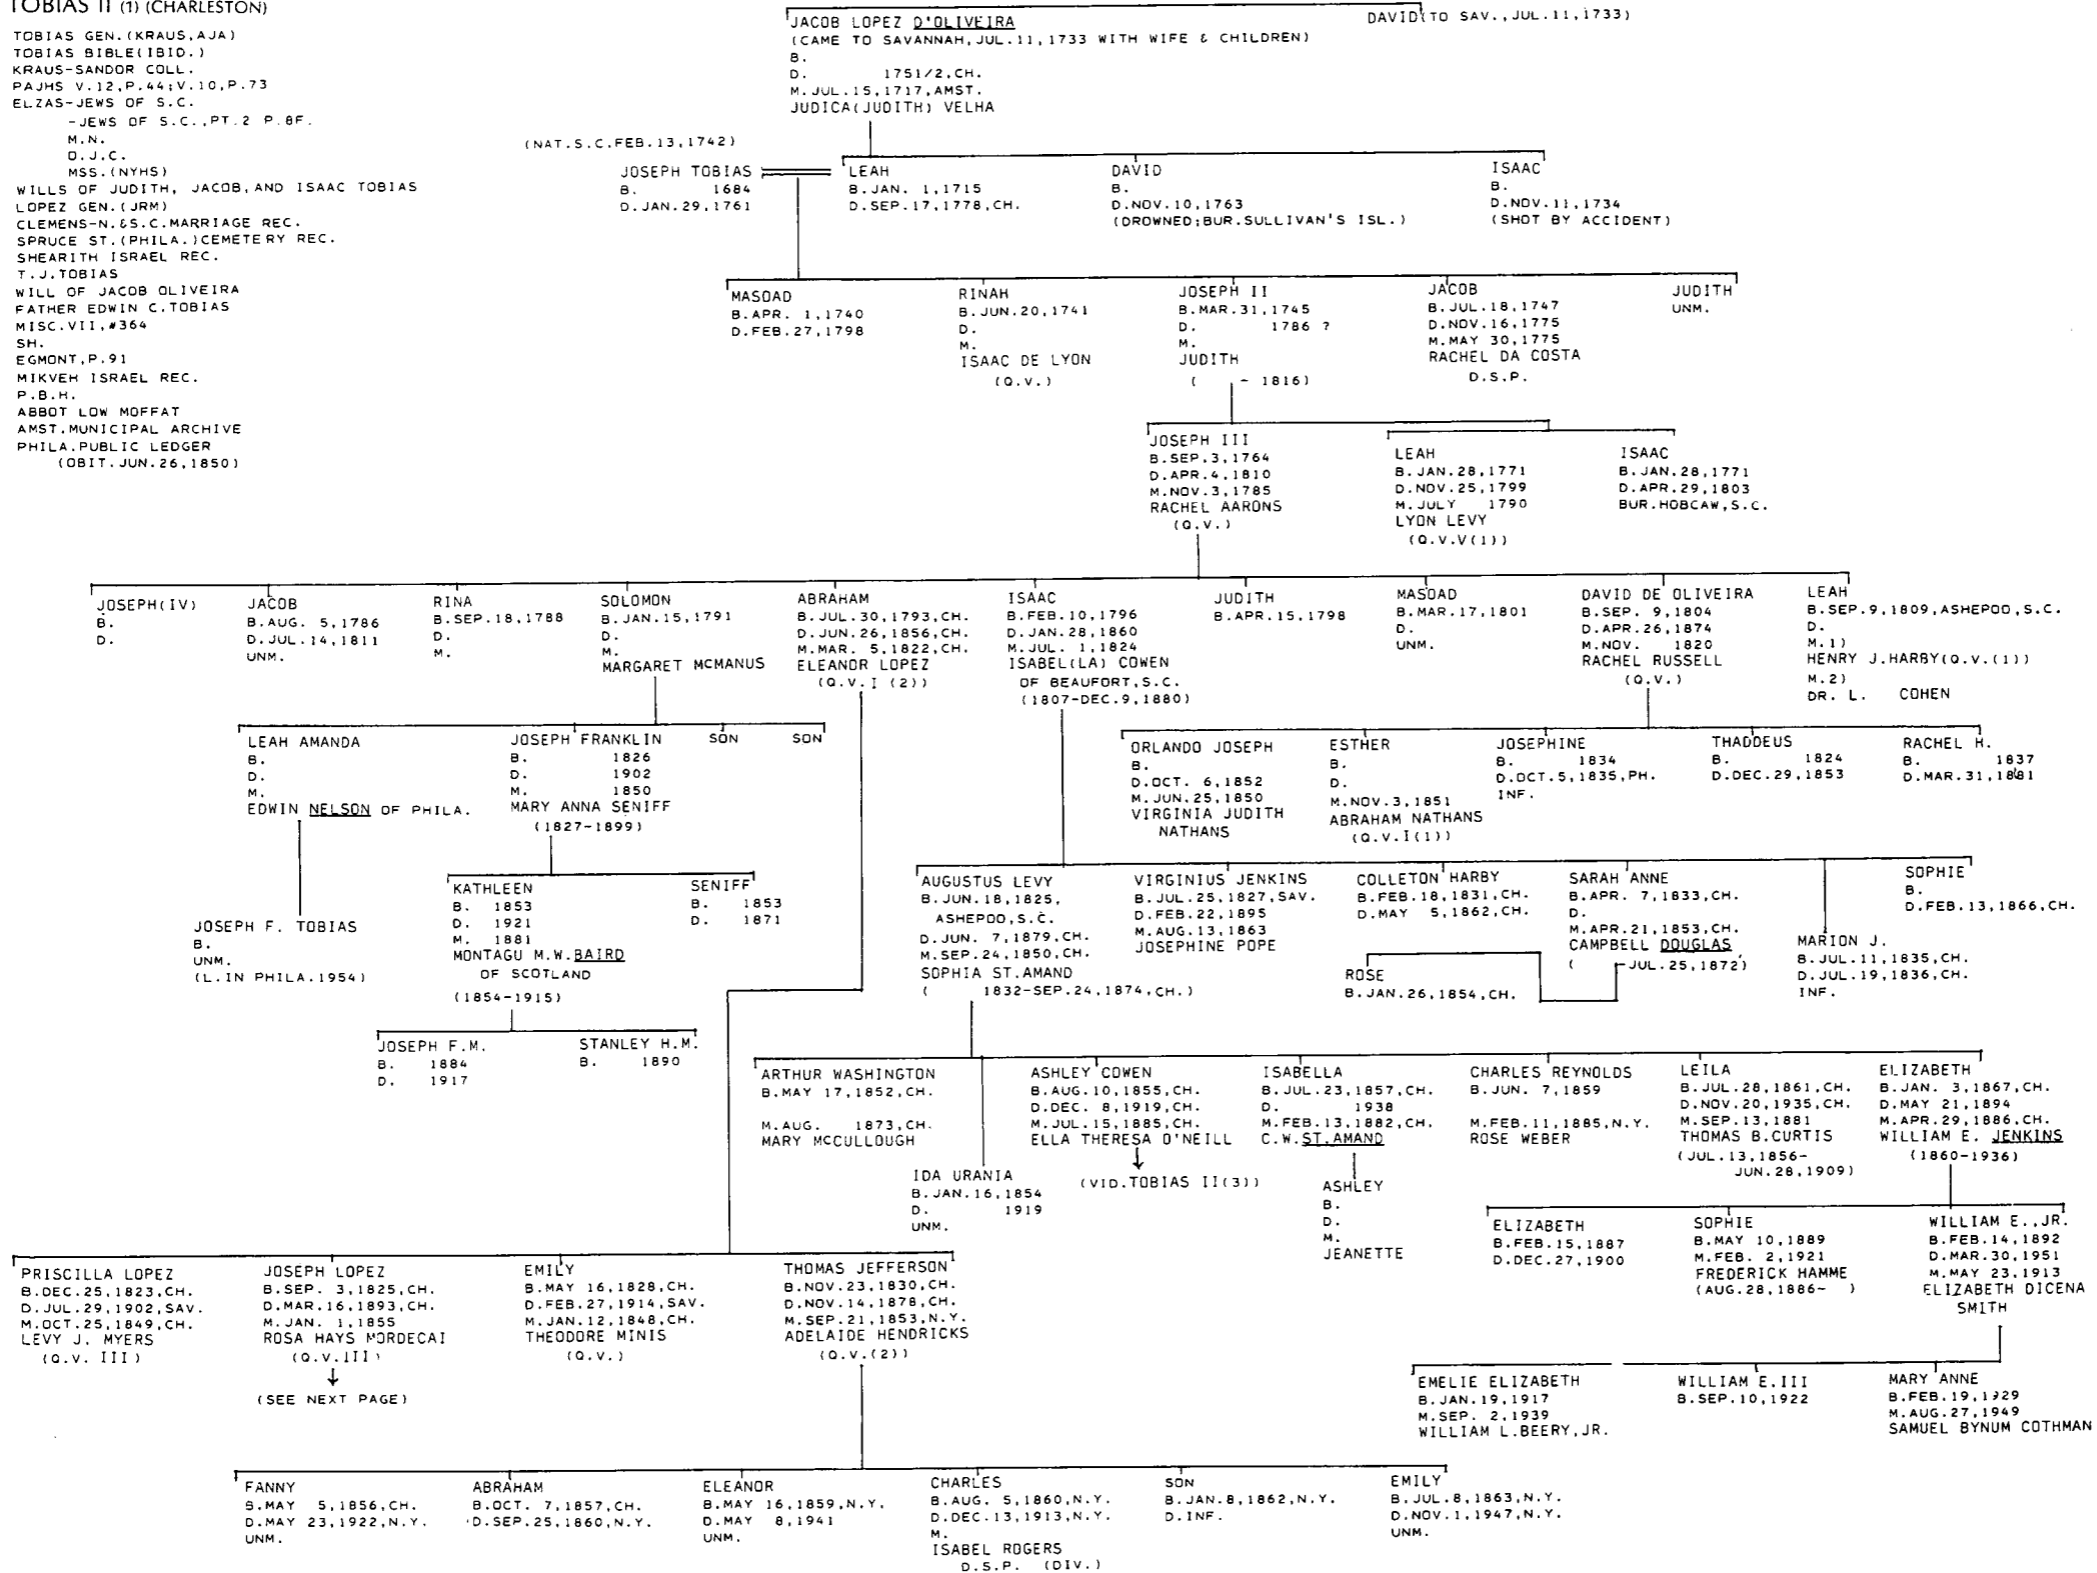 TOBIAS II (1) (CHARLESTON)
TOBIAS GEN.(KRAUS,AJA)
TOBIAS BIBLE(IBID.)
KRAUS-SANDOR COLL.
PAJHS V.12,P.44;V.10,P.73
ELZAS-JEWS OF S.C.
-JEWS OF S.C.,PT.2 P.8F.
M.N.
O.J.C.
MSS.(NYHS)
WILLS OF JUDITH, JACOB,AND ISAAC TOBIAS
LOPEZ GEN.(JRM)
CLEMENS-N.&S.C.MARRIAGE REC.
SPRUCE ST.(PHILA.)CEMETERY REC.
SHEARITH ISRAEL REC.
T.J.TOBIAS
WILL OF JACOB OLIVEIRA
FATHER EDWIN C.TOBIAS
MISC.VII,#364
SH.
EGMONT,P.91
MIKVEH ISRAEL REC.
P.B.H.
ABBOT LOW MOFFAT
AMST.MUNICIPAL ARCHIVE
PHILA.PUBLIC LEDGER
(OBIT.JUN.26,1850)
JACOB LOPEZ D'OLIVEIRA
(CAME TO SAVANNAH,JUL.11,1733 WITH WIFE & CHILDREN)
B.
D. 1751/2,CH.
M.JUL.15,1717,AMST.
JUDICA(JUDITH) VELHA
DAVID(TO SAV.,JUL.11,1733)
(NAT.S.C.FEB.13,1742)
JOSEPH TOBIAS
B. 1684
D.JAN.29,1761
LEAH
B.JAN. 1,1715
D.SEP.17,1778,CH.
DAVID
B.
D.NOV.10,1763
(DROWNED;BUR.SULLIVAN'S ISL.)
ISAAC
B.
D.NOV.11,1734
(SHOT BY ACCIDENT)
MASOAD
B.APR. 1,1740
D.FEB.27,1798
RINAH
B.JUN.20,1741
D.
M.
ISAAC DE LYON
(Q.V.)
JOSEPH II
B.MAR.31,1745
D. 1786 ?
M.
JUDITH
( - 1816)
JACOB
B.JUL.18,1747
D.NOV.16,1775
M.MAY 30,1775
RACHEL DA COSTA
D.S.P.
JUDITH
UNM.
JOSEPH III
B.SEP.3,1764
D.APR.4,1810
M.NOV.3,1785
RACHEL AARONS
(Q.V.)
LEAH
B.JAN.28,1771
D.NOV.25,1799
M.JULY 1790
LYON LEVY
(Q.V.V(1))
ISAAC
B.JAN.28,1771
D.APR.29,1803
BUR.HOBCAW,S.C.
JOSEPH(IV)
B.
D.
JACOB
B.AUG. 5,1786
D.JUL.14,1811
UNM.
RINA
B.SEP.18,1788
D.
M.
SOLOMON
B.JAN.15,1791
D.
M.
MARGARET MCMANUS
ABRAHAM
B.JUL.30,1793,CH.
D.JUN.26,1856,CH.
M.MAR. 5,1822,CH.
ELEANOR LOPEZ
(Q.V.I (2))
ISAAC
B.FEB.10,1796
D.JAN.28,1860
M.JUL. 1,1824
ISABEL(LA) COWEN
OF BEAUFORT,S.C.
(1807-DEC.9,1880)
JUDITH
B.APR.15,1798
MASOAD
B.MAR.17,1801
D.
UNM.
DAVID DE OLIVEIRA
B.SEP. 9,1804
D.APR.26,1874
M.NOV. 1820
RACHEL RUSSELL
(Q.V.)
LEAH
B.SEP.9,1809,ASHEPOO,S.C.
D.
M.1)
HENRY J.HARBY(Q.V.(1))
M.2)
DR. L. COHEN
LEAH AMANDA
B.
D.
M.
EDWIN NELSON OF PHILA.
JOSEPH FRANKLIN
B. 1826
D. 1902
M. 1850
MARY ANNA SENIFF
(1827-1899)
SON
SON
ORLANDO JOSEPH
B.
D.OCT. 6,1852
M.JUN.25,1850
VIRGINIA JUDITH
NATHANS
ESTHER
B.
D.
M.NOV.3,1851
ABRAHAM NATHANS
(Q.V.I(1))
JOSEPHINE
B. 1834
D.OCT.5,1835,PH.
INF.
THADDEUS
B. 1824
D.DEC.29,1853
RACHEL H.
B. 1837
D.MAR.31,1881
JOSEPH F. TOBIAS
B.
UNM.
(L.IN PHILA.1954)
KATHLEEN
B. 1853
D. 1921
M. 1881
MONTAGU M.W.BAIRD
OF SCOTLAND
(1854-1915)
SENIFF
B. 1853
D. 1871
AUGUSTUS LEVY
B.JUN.18,1825,
ASHEPOO,S.C.
D.JUN. 7,1879,CH.
M.SEP.24,1850,CH.
SOPHIA ST.AMAND
( 1832-SEP.24,1874,CH.)
VIRGINIUS JENKINS
B.JUL.25,1827,SAV.
D.FEB.22,1895
M.AUG.13,1863
JOSEPHINE POPE
COLLETON HARBY
B.FEB.18,1831,CH.
D.MAY 5,1862,CH.
SARAH ANNE
B.APR. 7,1833,CH.
D.
M.APR.21,1853,CH.
CAMPBELL DOUGLAS
( -JUL.25,1872)
MARION J.
B.JUL.11,1835,CH.
D.JUL.19,1836,CH.
INF.
SOPHIE
B.
D.FEB.13,1866,CH.
ROSE
B.JAN.26,1854,CH.
JOSEPH F.M.
B. 1884
D. 1917
STANLEY H.M.
B. 1890
ARTHUR WASHINGTON
B.MAY 17,1852,CH.
M.AUG. 1873,CH.
MARY MCCULLOUGH
IDA URANIA
B.JAN.16,1854
D. 1919
UNM.
ASHLEY COWEN
B.AUG.10,1855,CH.
D.DEC. 8,1919,CH.
M.JUL.15,1885,CH.
ELLA THERESA O'NEILL
(VID.TOBIAS II(3))
ISABELLA
B.JUL.23,1857,CH.
D. 1938
M.FEB.13,1882,CH.
C.W.ST.AMAND
ASHLEY
B.
D.
M.
JEANETTE
CHARLES REYNOLDS
B.JUN. 7,1859
M.FEB.11,1885,N.Y.
ROSE WEBER
LEILA
B.JUL.28,1861,CH.
D.NOV.20,1935,CH.
M.SEP.13,1881
THOMAS B.CURTIS
(JUL.13,1856-
JUN.28,1909)
ELIZABETH
B.JAN. 3,1867,CH.
D.MAY 21,1894
M.APR.29,1886,CH.
WILLIAM E. JENKINS
(1860-1936)
ELIZABETH
B.FEB.15,1887
D.DEC.27,1900
SOPHIE
B.MAY 10,1889
M.FEB. 2,1921
FREDERICK HAMME
(AUG.28,1886- )
WILLIAM E.,JR.
B.FEB.14,1892
D.MAR.30,1951
M.MAY 23,1913
ELIZABETH DICENA
SMITH
PRISCILLA LOPEZ
B.DEC.25,1823,CH.
D.JUL.29,1902,SAV.
M.OCT.25,1849,CH.
LEVY J. MYERS
(Q.V. III)
JOSEPH LOPEZ
B.SEP. 3,1825,CH.
D.MAR.16,1893,CH.
M.JAN. 1,1855
ROSA HAYS MORDECAI
(Q.V.III)
(SEE NEXT PAGE)
EMILY
B.MAY 16,1828,CH.
D.FEB.27,1914,SAV.
M.JAN.12,1848,CH.
THEODORE MINIS
(Q.V.)
THOMAS JEFFERSON
B.NOV.23,1830,CH.
D.NOV.14,1878,CH.
M.SEP.21,1853,N.Y.
ADELAIDE HENDRICKS
(Q.V.(2))
EMELIE ELIZABETH
B.JAN.19,1917
M.SEP. 2,1939
WILLIAM L.BEERY,JR.
WILLIAM E.III
B.SEP.10,1922
MARY ANNE
B.FEB.19,1929
M.AUG.27,1949
SAMUEL BYNUM COTHMAN
FANNY
B.MAY 5,1856,CH.
D.MAY 23,1922,N.Y.
UNM.
ABRAHAM
B.OCT. 7,1857,CH.
D.SEP.25,1860,N.Y.
ELEANOR
B.MAY 16,1859,N.Y.
D.MAY 8,1941
UNM.
CHARLES
B.AUG. 5,1860,N.Y.
D.DEC.13,1913,N.Y.
M.
ISABEL ROGERS
D.S.P. (DIV.)
SON
B.JAN.8,1862,N.Y.
D.INF.
EMILY
B.JUL.8,1863,N.Y.
D.NOV.1,1947,N.Y.
UNM.